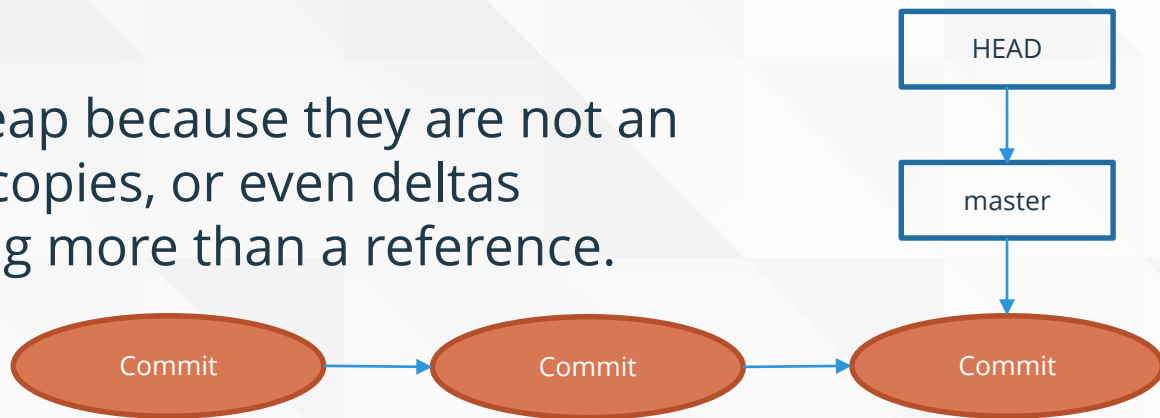 HEAD
eap because they are not an
copies, or even deltas
master
g more than a reference.
Commit
Commit
Commit